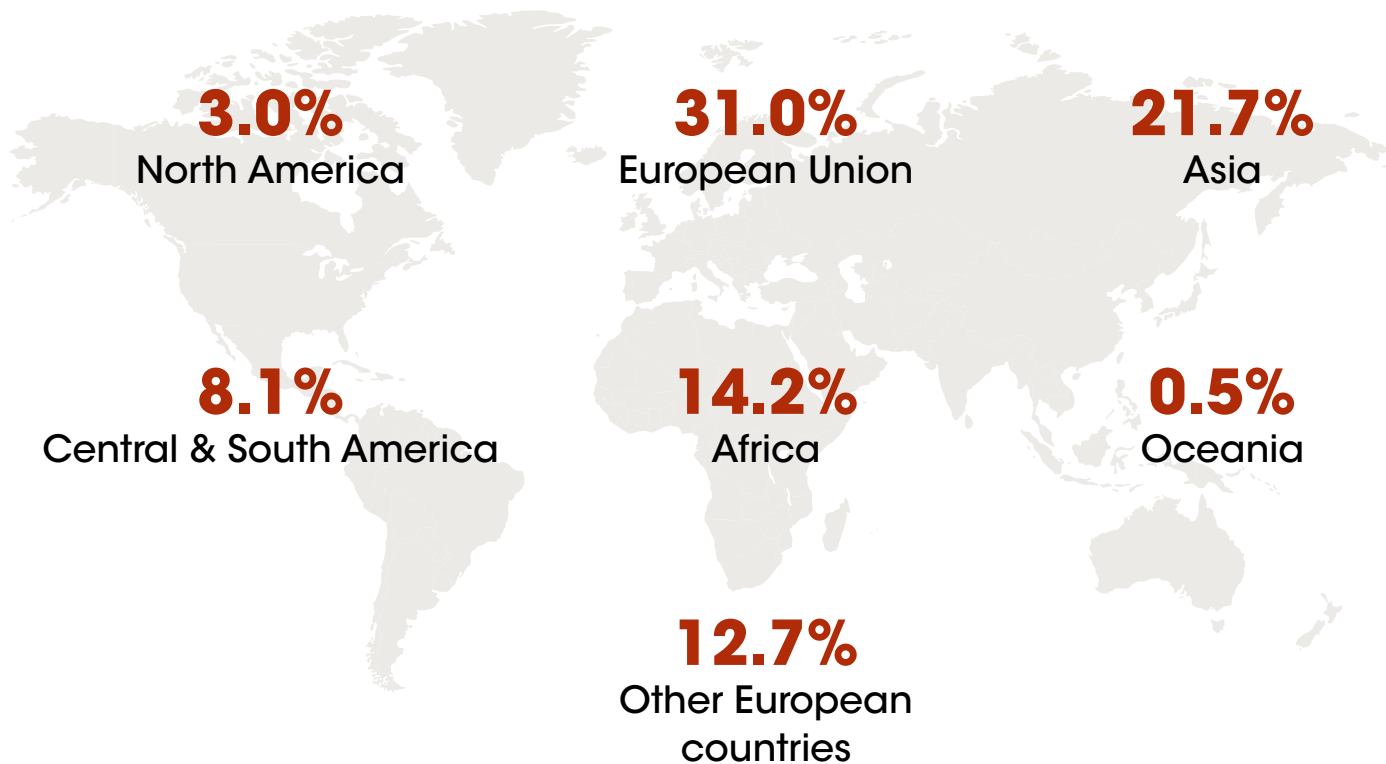 3.0%
North America
31.0%
European Union
21.7%
Asia
8.1%
Central & South America
14.2%
Africa
0.5%
Oceania
12.7%
Other European
countries